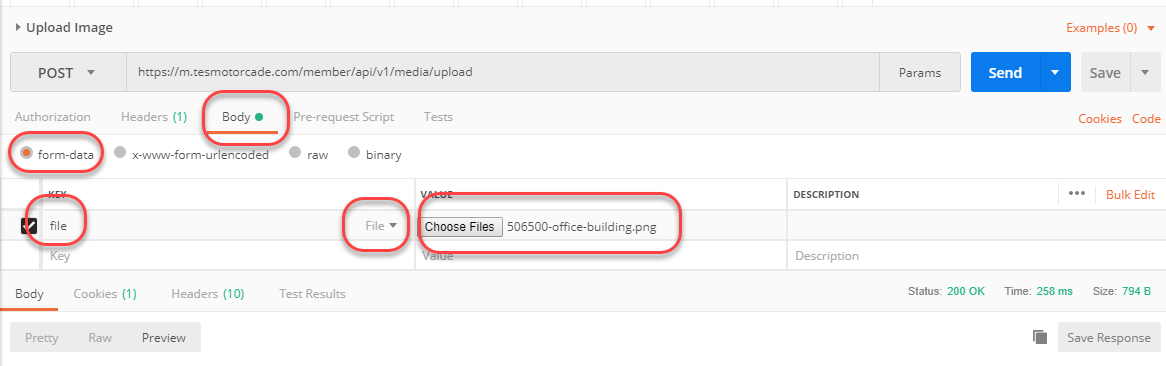 Upload Image Examples (0)
POST https://m.tesmotorcade.com/member/api/v1/media/upload Params Send Save
Authorization Headers (1) Body Pre-request Script Tests Cookies Code
form-data x-www-form-urlencoded raw binary
KEY VALUE DESCRIPTION ••• Bulk Edit
file File Choose Files 506500-office-building.png
Key Value Description
Body Cookies (1) Headers (10) Test Results Status: 200 OK Time: 258 ms Size: 794 B
Pretty Raw Preview Save Response